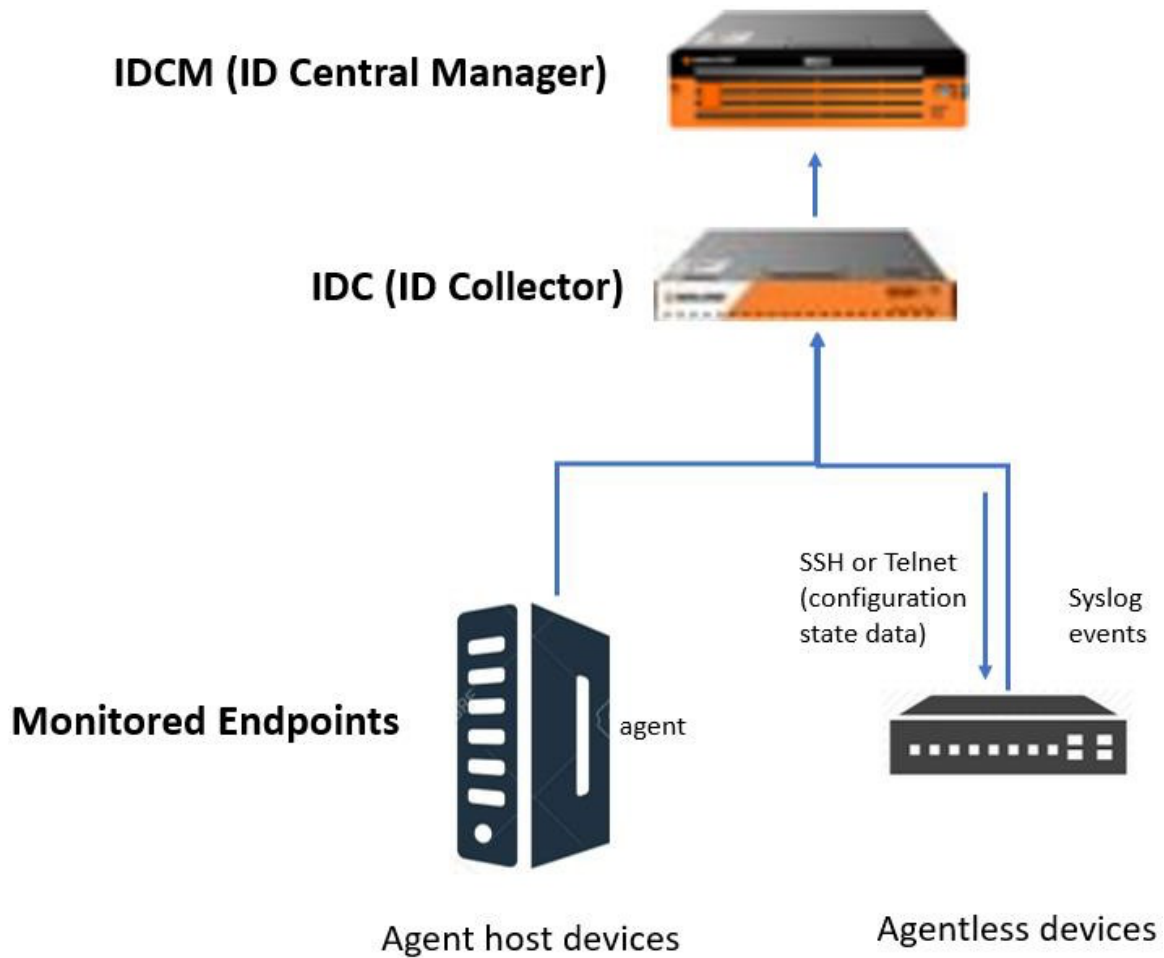 IDCM (ID Central Manager)
IDC (ID Collector)
SSH or Telnet
(configuration
state data)
Syslog
events
Monitored Endpoints
agent
Agent host devices
Agentless devices